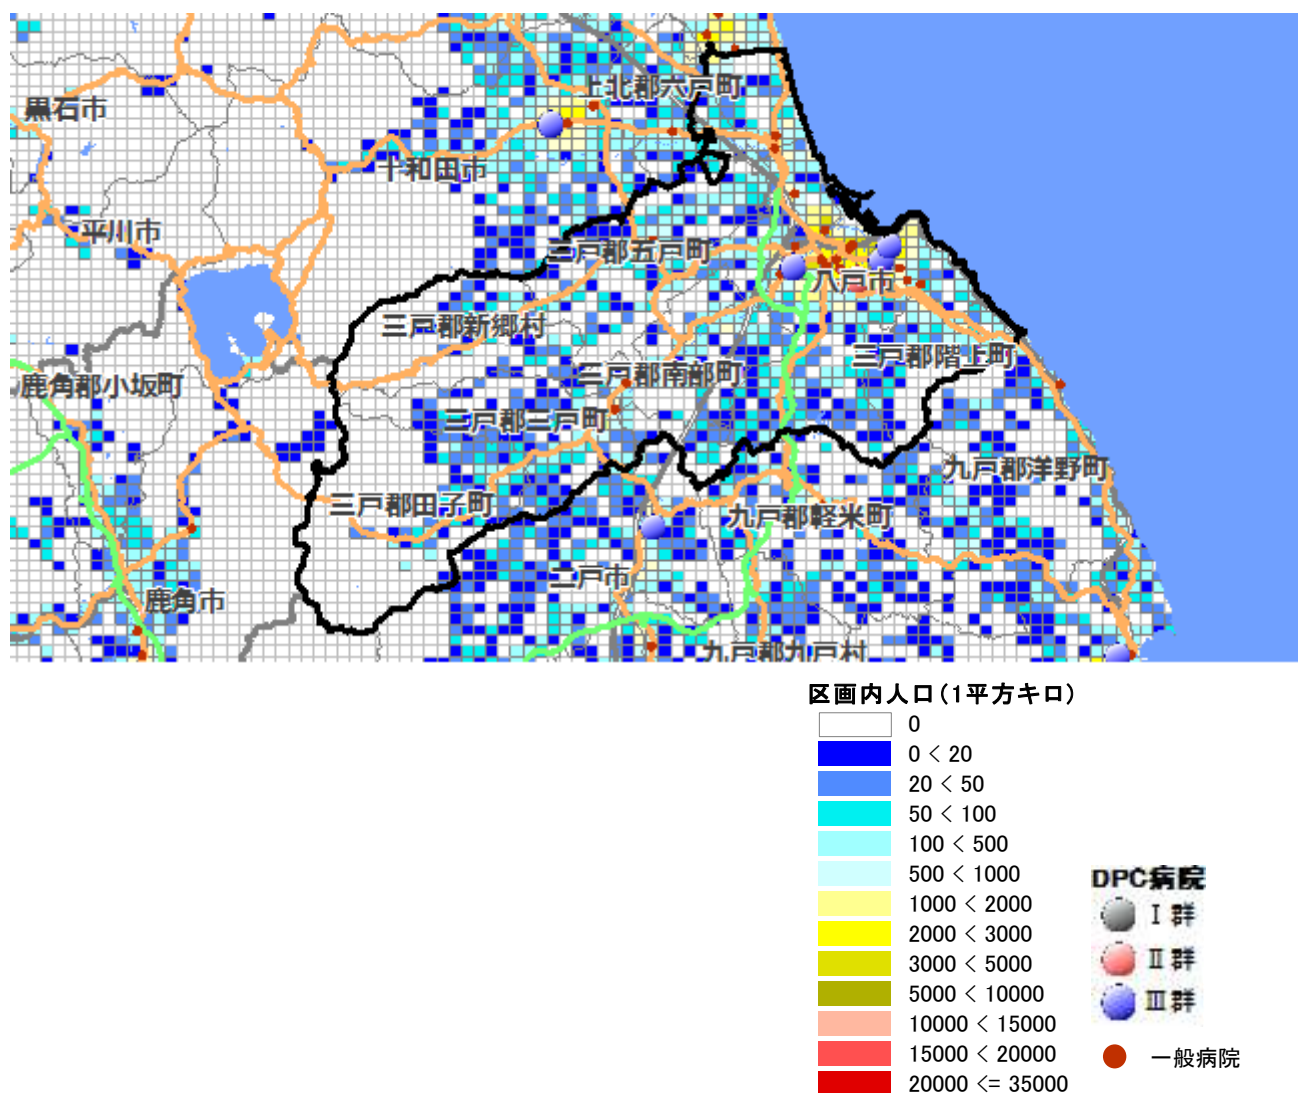 上北郡六戸町
黒石市
十和田市
平川市
三戸郡五戸町
八戸市
三戸郡新郷村
三戸郡階上町
鹿角郡小坂町
三戸郡南部町
三戸郡三戸町
九戸郡洋野町
三戸郡田子町
九戸郡軽米町
二戸市
鹿角市
九戸郡九戸村
区画内人口(1平方キロ)
0
0 < 20
20 < 50
50 < 100
100 < 500
500 < 1000
1000 < 2000
2000 < 3000
3000 < 5000
5000 < 10000
10000 < 15000
15000 < 20000
20000 <= 35000
DPC病院
Ⅰ群
Ⅱ群
Ⅲ群
一般病院